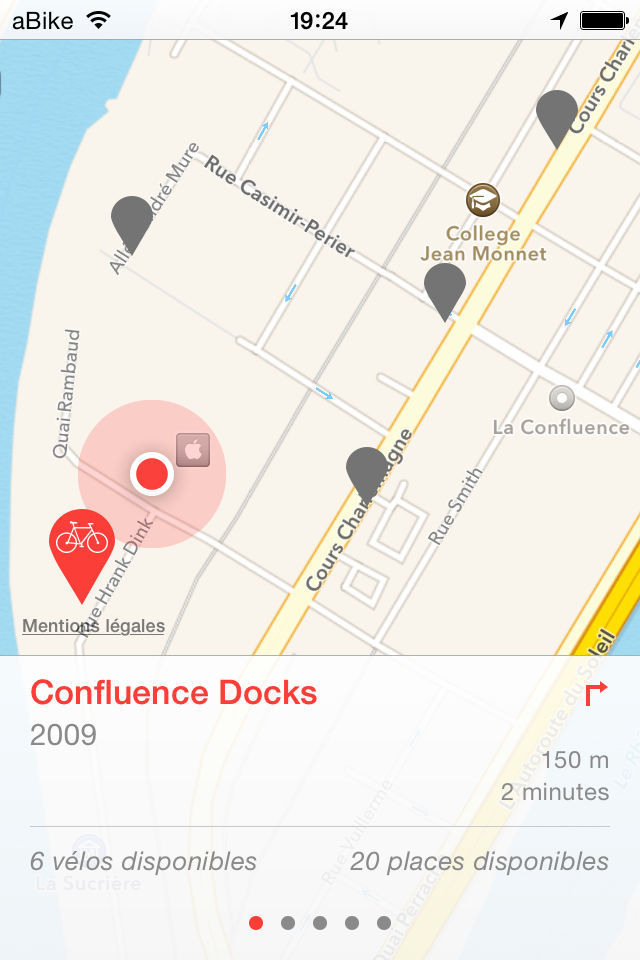 aBike
19:24
Cours Charlemagne
Allée André Mure
Rue Casimir-Perier
College
Jean Monnet
Quai Rambaud
La Confluence
Cours Charlemagne
Rue Smith
Rue Hrank Dink
Mentions légales
Confluence Docks
2009
150 m
2 minutes
6 vélos disponibles
20 places disponibles
L'Autoroute du Soleil
Rue Vuillerme
La Sucrière
Quai Perrache